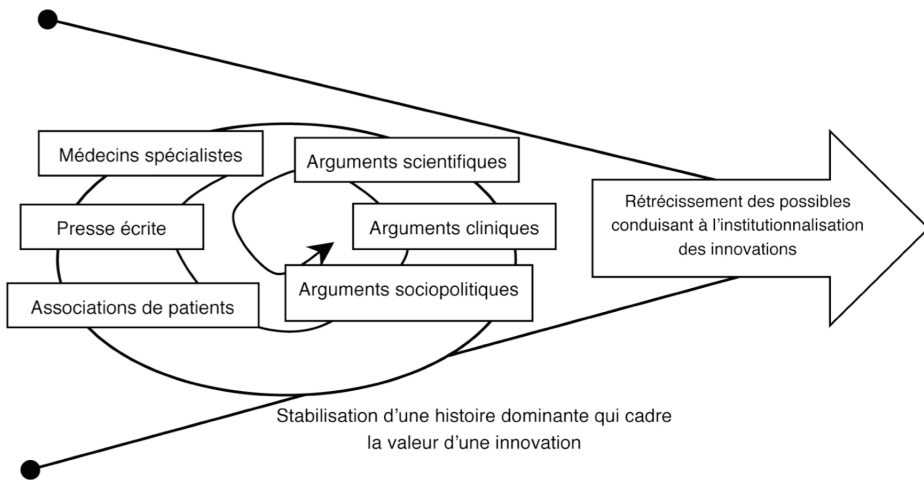 Médecins spécialistes
Arguments scientifiques
Presse écrite
Arguments cliniques
Associations de patients
Arguments sociopolitiques
Rétrécissement des possibles
conduisant à l'institutionnalisation
des innovations
Stabilisation d'une histoire dominante qui cadre
la valeur d'une innovation